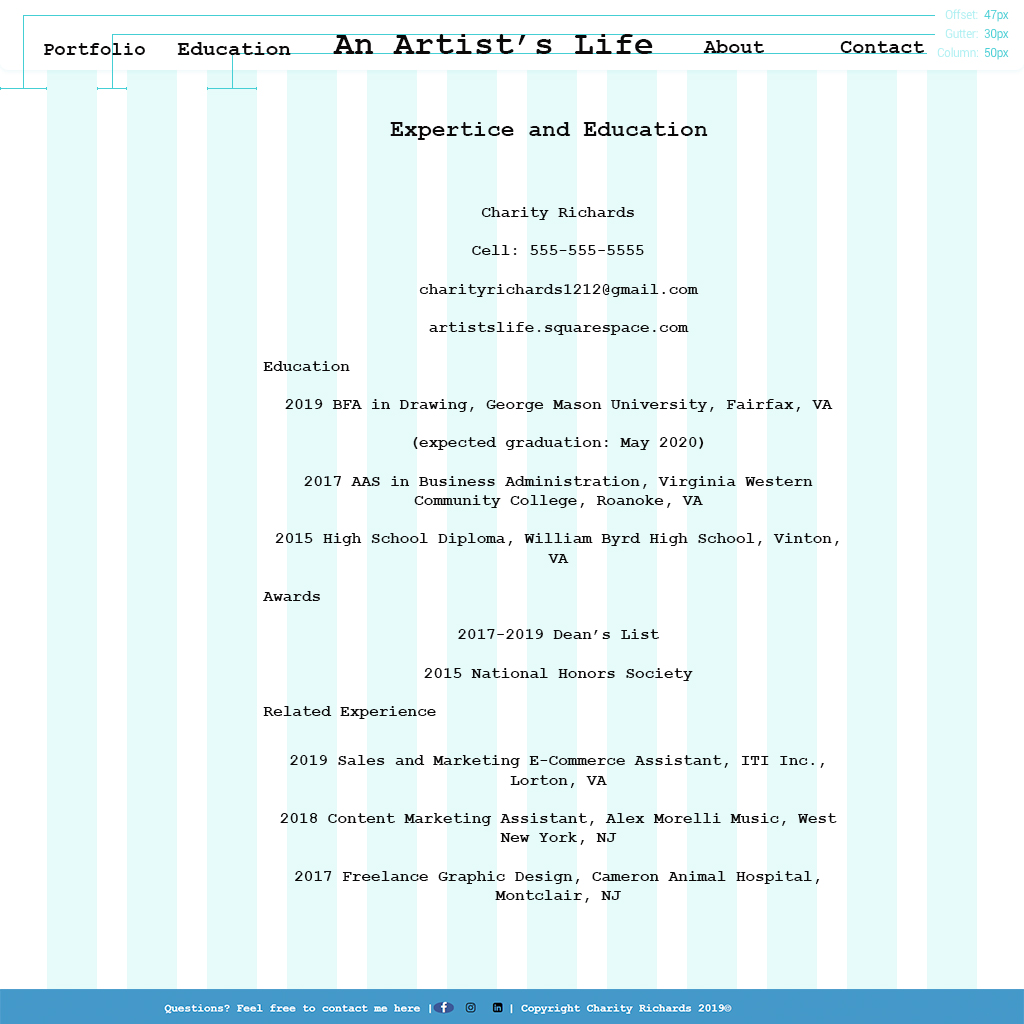 Offset: 47px
Gutter: 30px
Column: 50px
Portfolio Education An Artist’s Life About Contact
Expertice and Education
Charity Richards
Cell: 555-555-5555
charityrichards1212@gmail.com
artistslife.squarespace.com
Education
2019 BFA in Drawing, George Mason University, Fairfax, VA
(expected graduation: May 2020)
2017 AAS in Business Administration, Virginia Western
Community College, Roanoke, VA
2015 High School Diploma, William Byrd High School, Vinton,
VA
Awards
2017-2019 Dean’s List
2015 National Honors Society
Related Experience
2019 Sales and Marketing E-Commerce Assistant, ITI Inc.,
Lorton, VA
2018 Content Marketing Assistant, Alex Morelli Music, West
New York, NJ
2017 Freelance Graphic Design, Cameron Animal Hospital,
Montclair, NJ
Questions? Feel free to contact me here | | Copyright Charity Richards 2019©